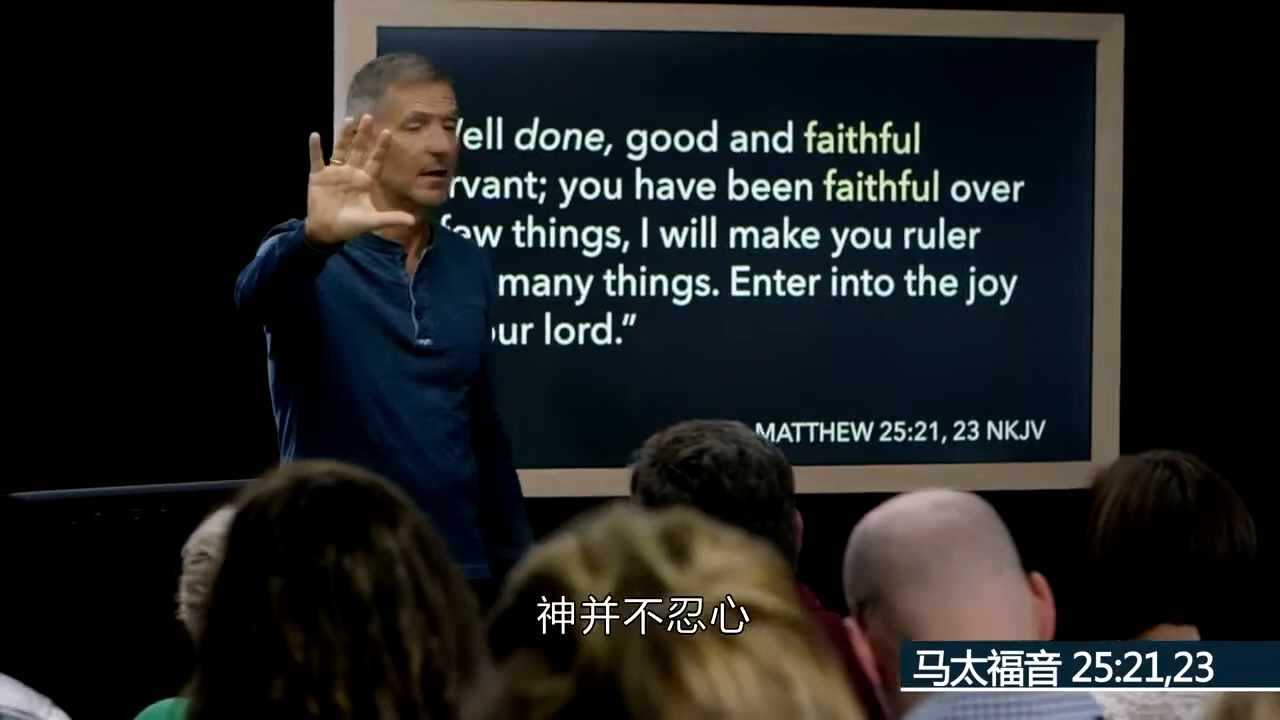 ell done, good and faithful
rvant; you have been faithful over
few things, I will make you ruler
many things. Enter into the joy
ur lord.”
MATTHEW 25:21, 23 NKJV
神并不忍心
马太福音 25:21,23